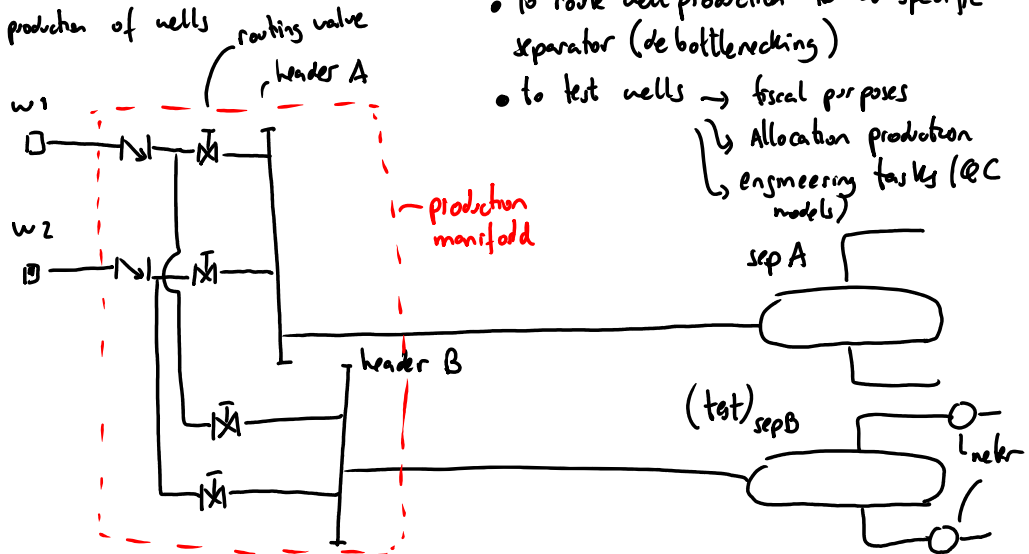 • to route well production to a specific
separator (debottlenecking)
• to test wells → fiscal purposes
Allocation production
engineering tasks (QC
models)
production of wells
routing valve
header A
w1
w2
production
manifold
header B
sep A
(test) sep B
meter